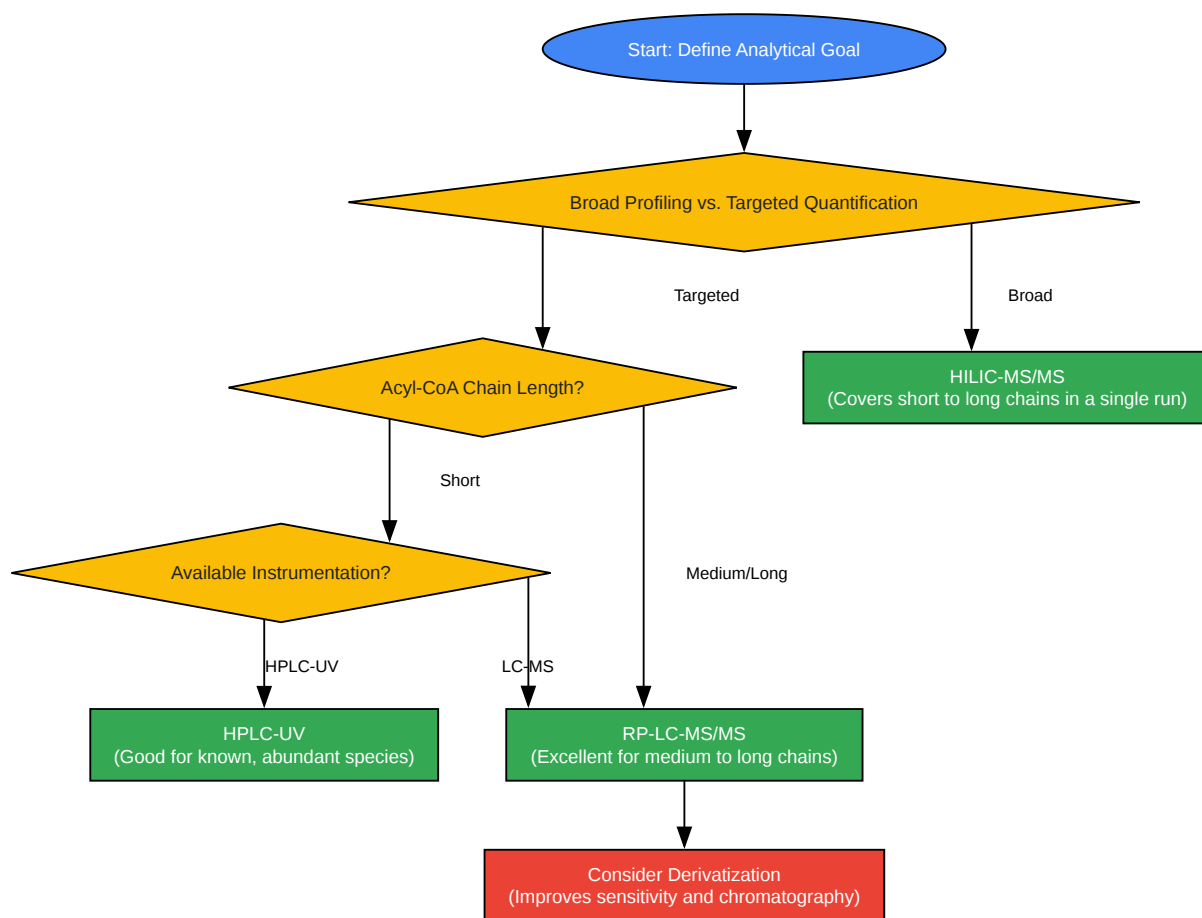 Start: Define Analytical Goal
Broad Profiling vs. Targeted Quantification
Targeted
Broad
Acyl-CoA Chain Length?
HILIC-MS/MS
(Covers short to long chains in a single run)
Short
Available Instrumentation?
Medium/Long
HPLC-UV
LC-MS
HPLC-UV
(Good for known, abundant species)
RP-LC-MS/MS
(Excellent for medium to long chains)
Consider Derivatization
(Improves sensitivity and chromatography)